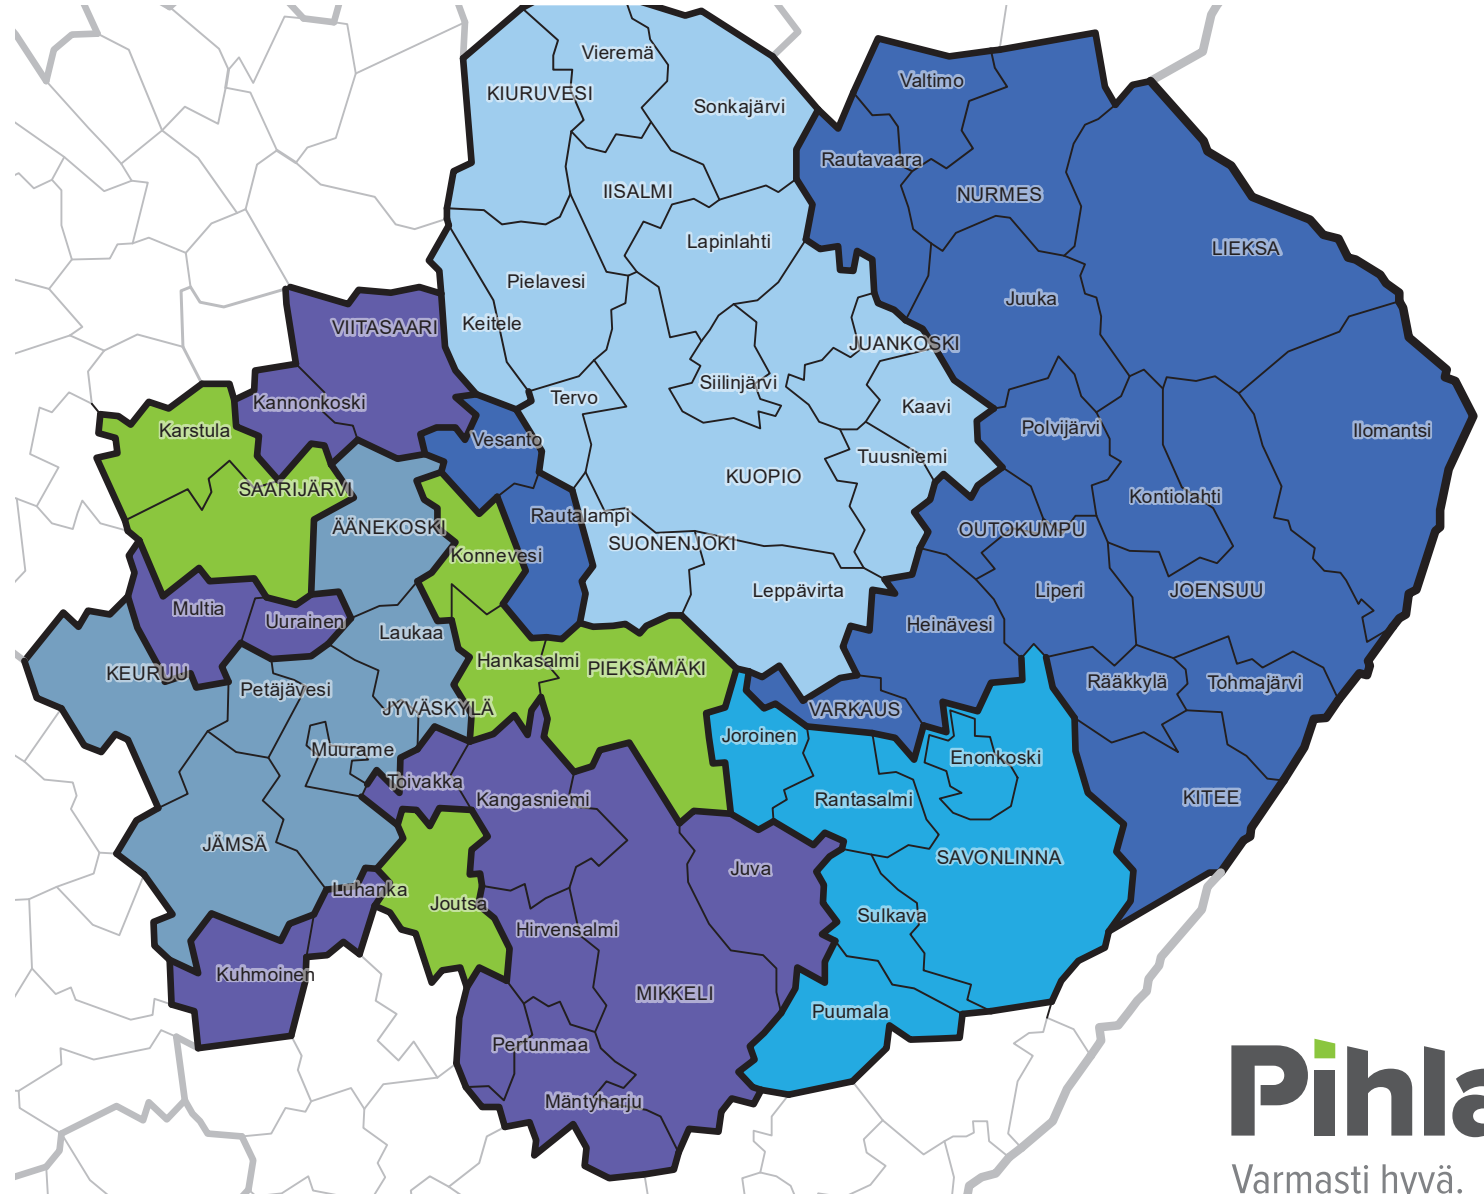 Vieremä
Valtimo
KIURUVESI
Sonkajärvi
Rautavaara
IISALMI
NURMES
Lapinlahti
LIEKSA
Pielavesi
Juuka
Keitele
VIITASAARI
JUANKOSKI
Siilinjärvi
Tervo
Kannonkoski
Kaavi
Karstula
Polvijärvi
Ilomantsi
Vesanto
Tuusniemi
KUOPIO
SAARIJÄRVI
Kontiolahti
Rautalampi
ÄÄNEKOSKI
OUTOKUMPU
SUONENJOKI
Konnevesi
Leppävirta
Liperi
JOENSUU
Multia
Uurainen
Heinävesi
Laukaa
Hankasalmi
PIEKSÄMÄKI
KEURUU
Rääkkylä
Tohmajärvi
Petäjävesi
JYVÄSKYLÄ
VARKAUS
Joroinen
Muurame
Enonkoski
Toivakka
Kangasniemi
Rantasalmi
KITEE
JÄMSÄ
SAVONLINNA
Juva
Luhanka
Joutsa
Sulkava
Hirvensalmi
Kuhmoinen
MIKKELI
Puumala
Pertunmaa
Mäntyharju
Pihla
Varmasti hyvä.